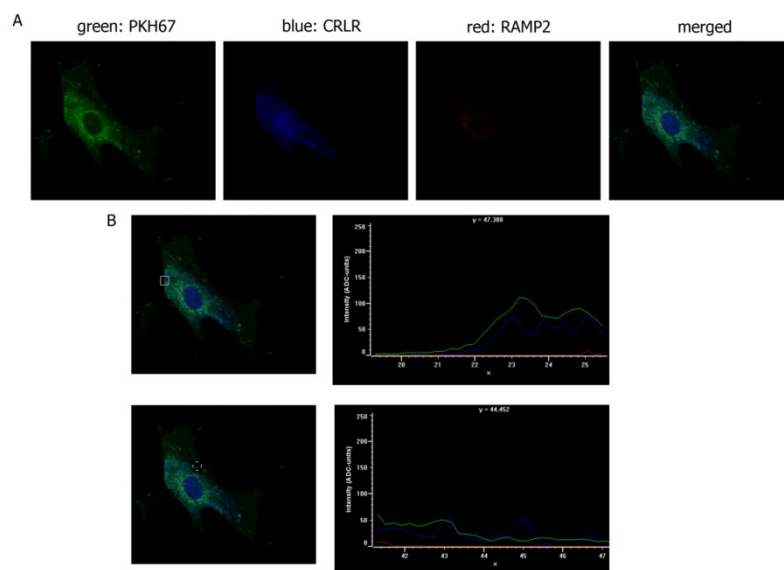 A
green: PKH67 blue: CRLR red: RAMP2 merged
B
y = 47.388
Intensity (ADC-units)
250
200
150
100
50
0
20 21 22 23 24 25
x
y = 44.452
Intensity (ADC-units)
250
200
150
100
50
0
42 43 44 45 46 47
x